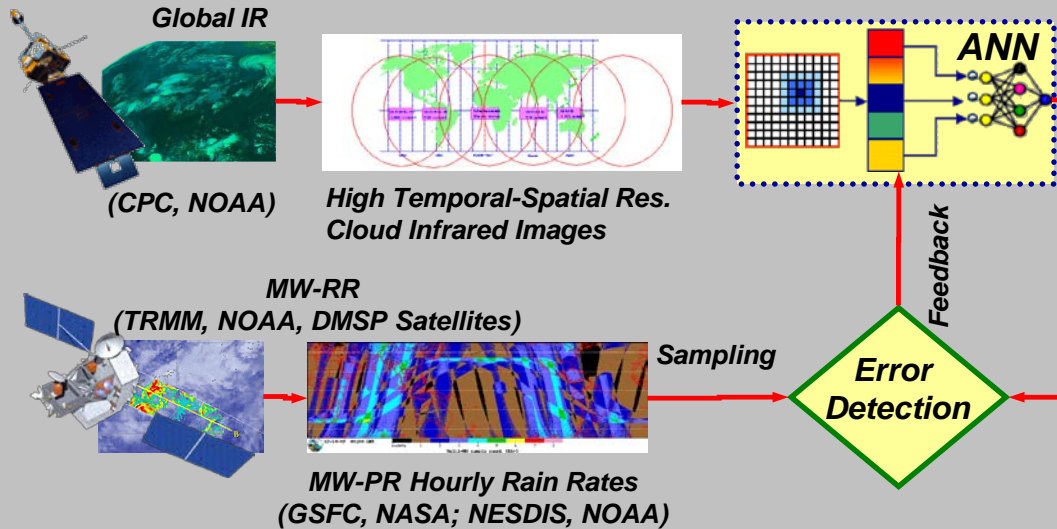 Global IR
ANN
(CPC, NOAA)
High Temporal-Spatial Res.
Cloud Infrared Images
Feedback
MW-RR
(TRMM, NOAA, DMSP Satellites)
Sampling
Error
Detection
MW-PR Hourly Rain Rates
(GSFC, NASA; NESDIS, NOAA)